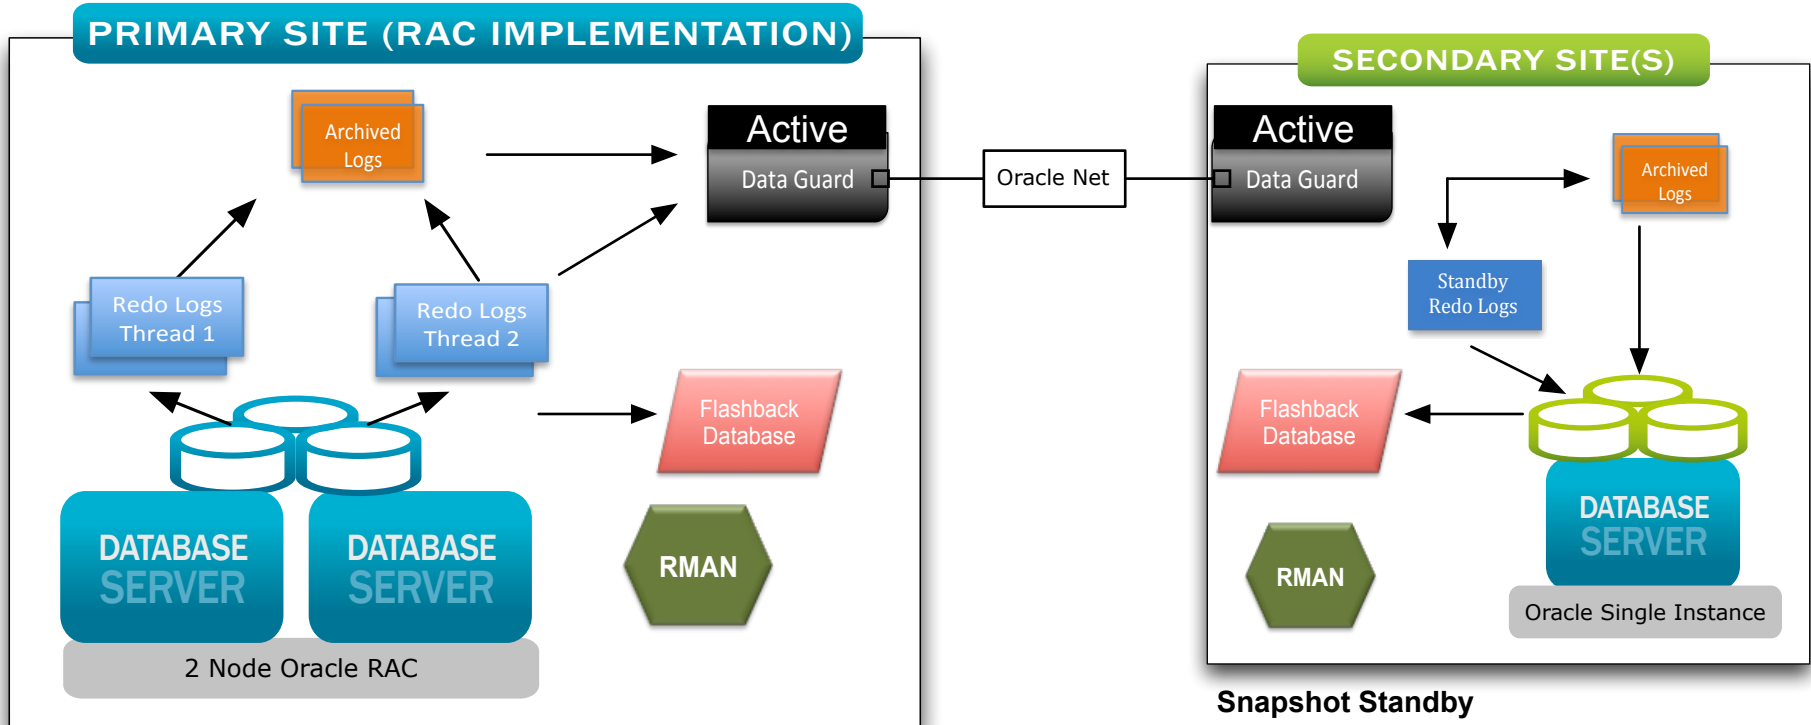 PRIMARY SITE (RAC IMPLEMENTATION)
Archived
Logs
Active
Data Guard
Redo Logs
Thread 1
Redo Logs
Thread 2
Flashback
Database
DATABASE
SERVER
DATABASE
SERVER
RMAN
2 Node Oracle RAC
Oracle Net
SECONDARY SITE(S)
Active
Data Guard
Archived
Logs
Standby
Redo Logs
Flashback
Database
DATABASE
SERVER
RMAN
Oracle Single Instance
Snapshot Standby